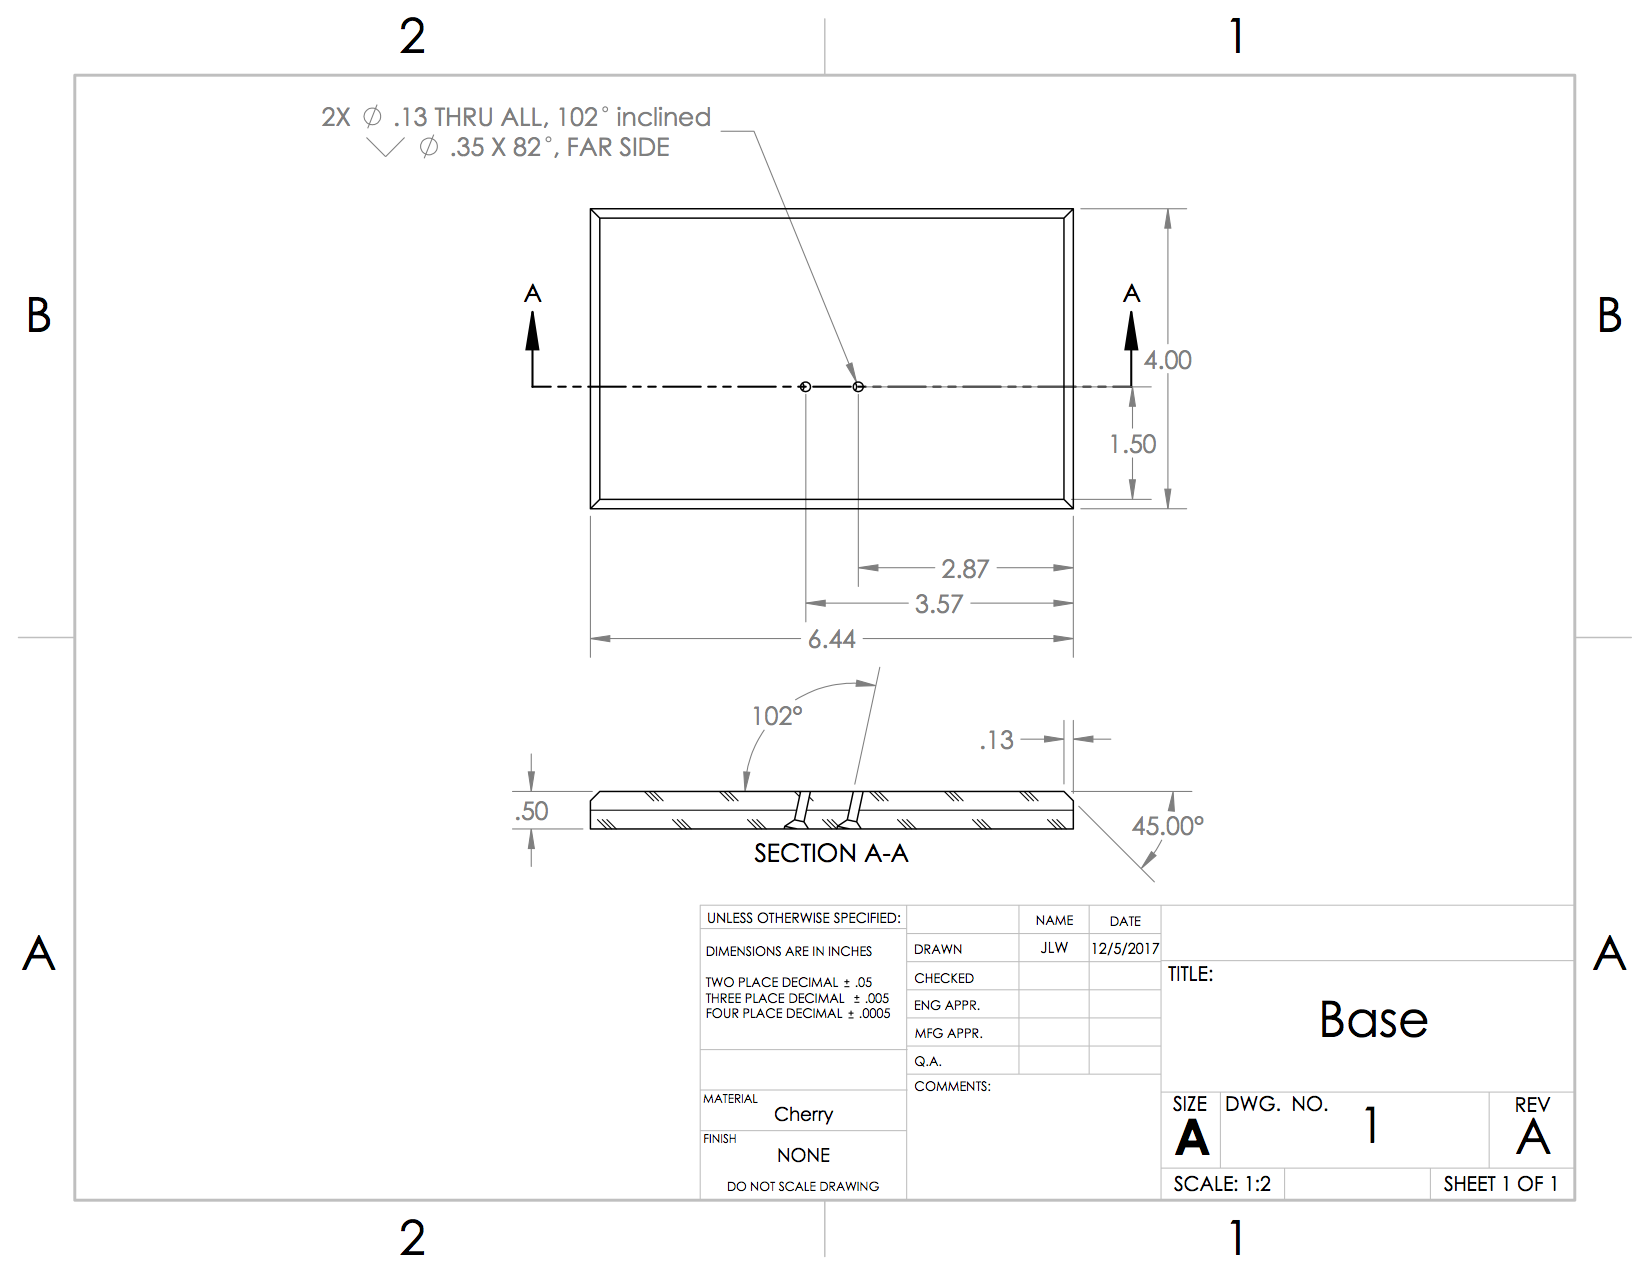 2 1
2X ∅ .13 THRU ALL, 102° inclined
∅ .35 X 82°, FAR SIDE
A A
B B
4.00
1.50
2.87
3.57
6.44
102°
.13
.50
45.00°
SECTION A-A
A A
UNLESS OTHERWISE SPECIFIED:
DIMENSIONS ARE IN INCHES
TWO PLACE DECIMAL ± .05
THREE PLACE DECIMAL ± .005
FOUR PLACE DECIMAL ± .0005
MATERIAL
Cherry
FINISH
NONE
DO NOT SCALE DRAWING
NAME DATE
DRAWN JLW 12/5/2017
CHECKED
ENG APPR.
MFG APPR.
Q.A.
COMMENTS:
TITLE:
Base
SIZE DWG. NO. REV
A 1 A
SCALE: 1:2 SHEET 1 OF 1
2 1